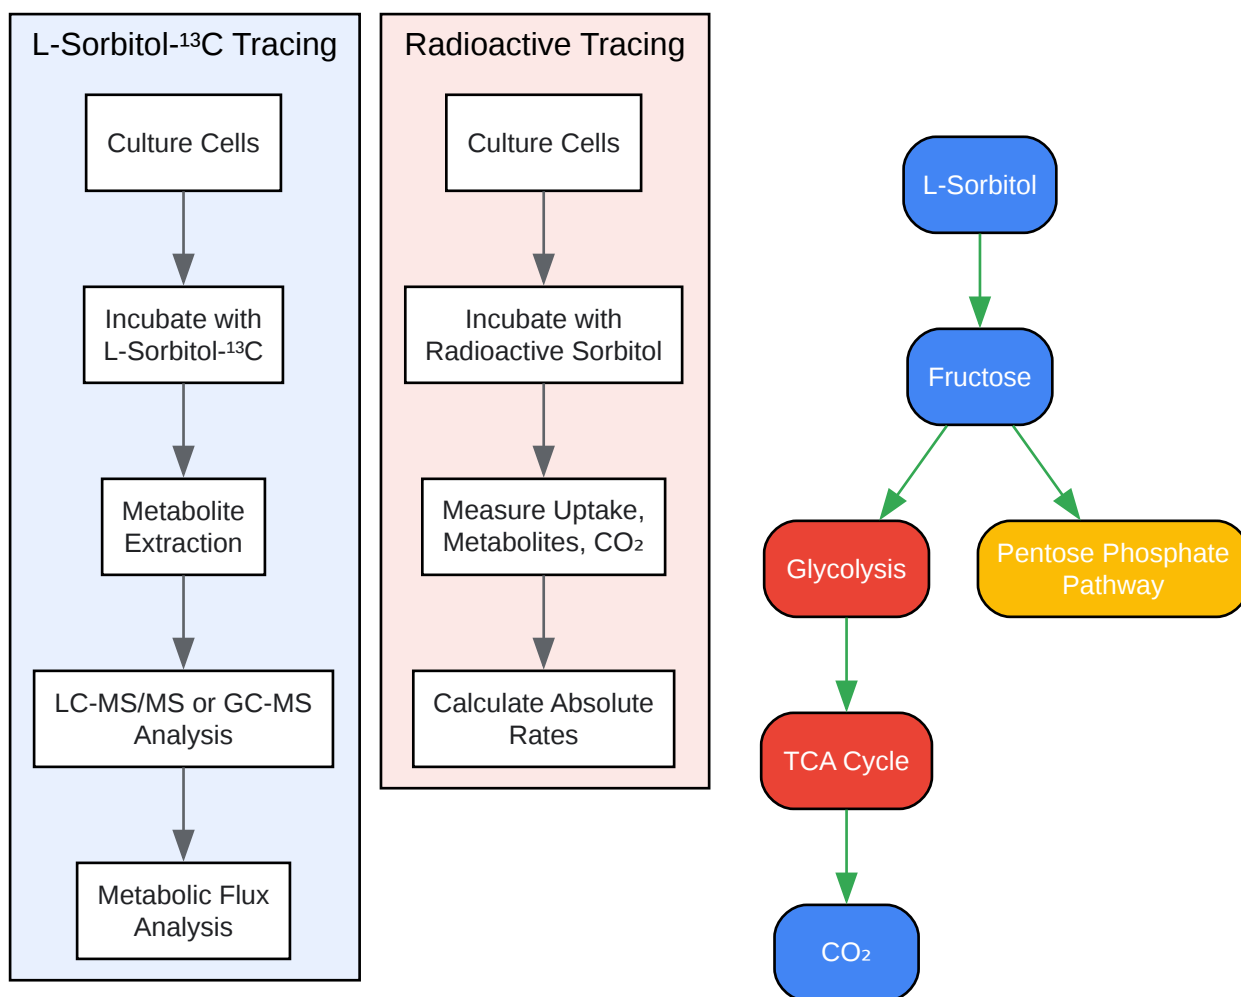 L-Sorbitol-¹³C Tracing
Culture Cells
Incubate with
L-Sorbitol-¹³C
Metabolite
Extraction
LC-MS/MS or GC-MS
Analysis
Metabolic Flux
Analysis
Radioactive Tracing
Culture Cells
Incubate with
Radioactive Sorbitol
Measure Uptake,
Metabolites, CO₂
Calculate Absolute
Rates
L-Sorbitol
Fructose
Glycolysis
Pentose Phosphate
Pathway
TCA Cycle
CO₂